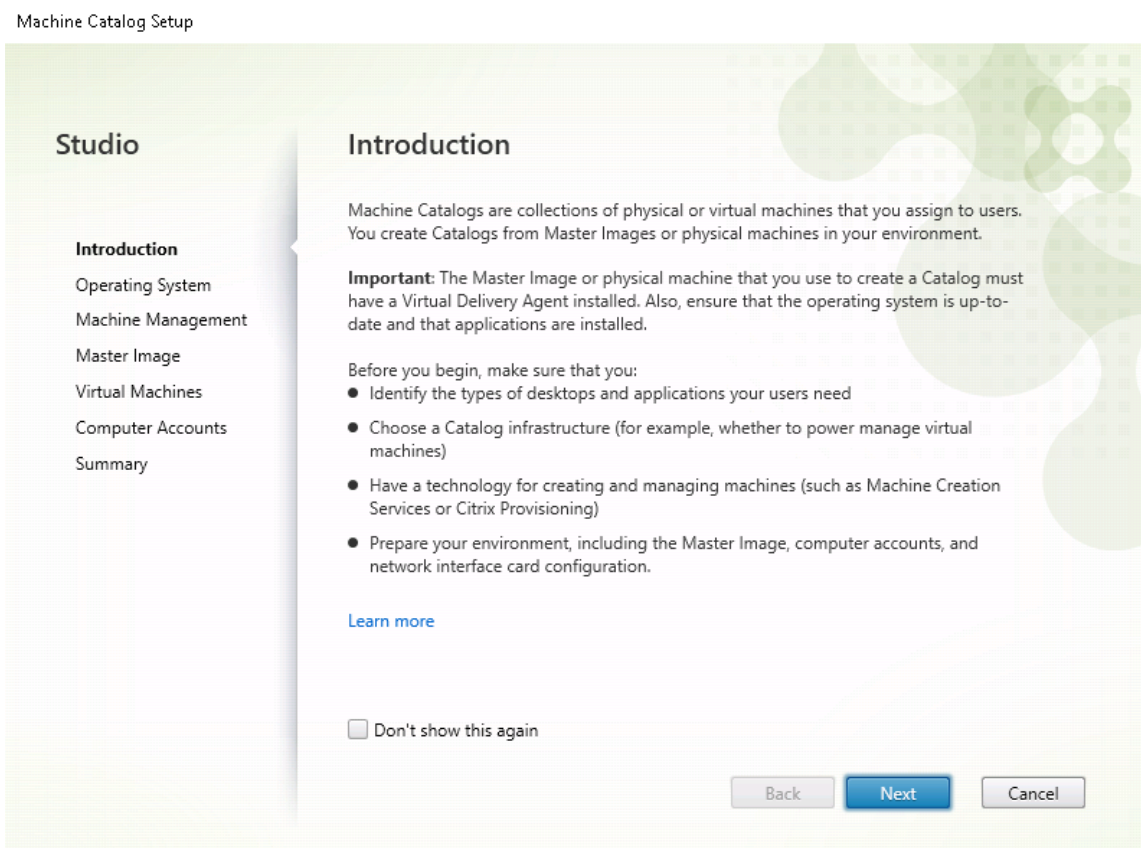 Machine Catalog Setup
Studio
Introduction
Operating System
Machine Management
Master Image
Virtual Machines
Computer Accounts
Summary
Introduction
Machine Catalogs are collections of physical or virtual machines that you assign to users.
You create Catalogs from Master Images or physical machines in your environment.
Important: The Master Image or physical machine that you use to create a Catalog must
have a Virtual Delivery Agent installed. Also, ensure that the operating system is up-to-
date and that applications are installed.
Before you begin, make sure that you:
● Identify the types of desktops and applications your users need
● Choose a Catalog infrastructure (for example, whether to power manage virtual
machines)
● Have a technology for creating and managing machines (such as Machine Creation
Services or Citrix Provisioning)
● Prepare your environment, including the Master Image, computer accounts, and
network interface card configuration.
Learn more
Don't show this again
Back
Next
Cancel